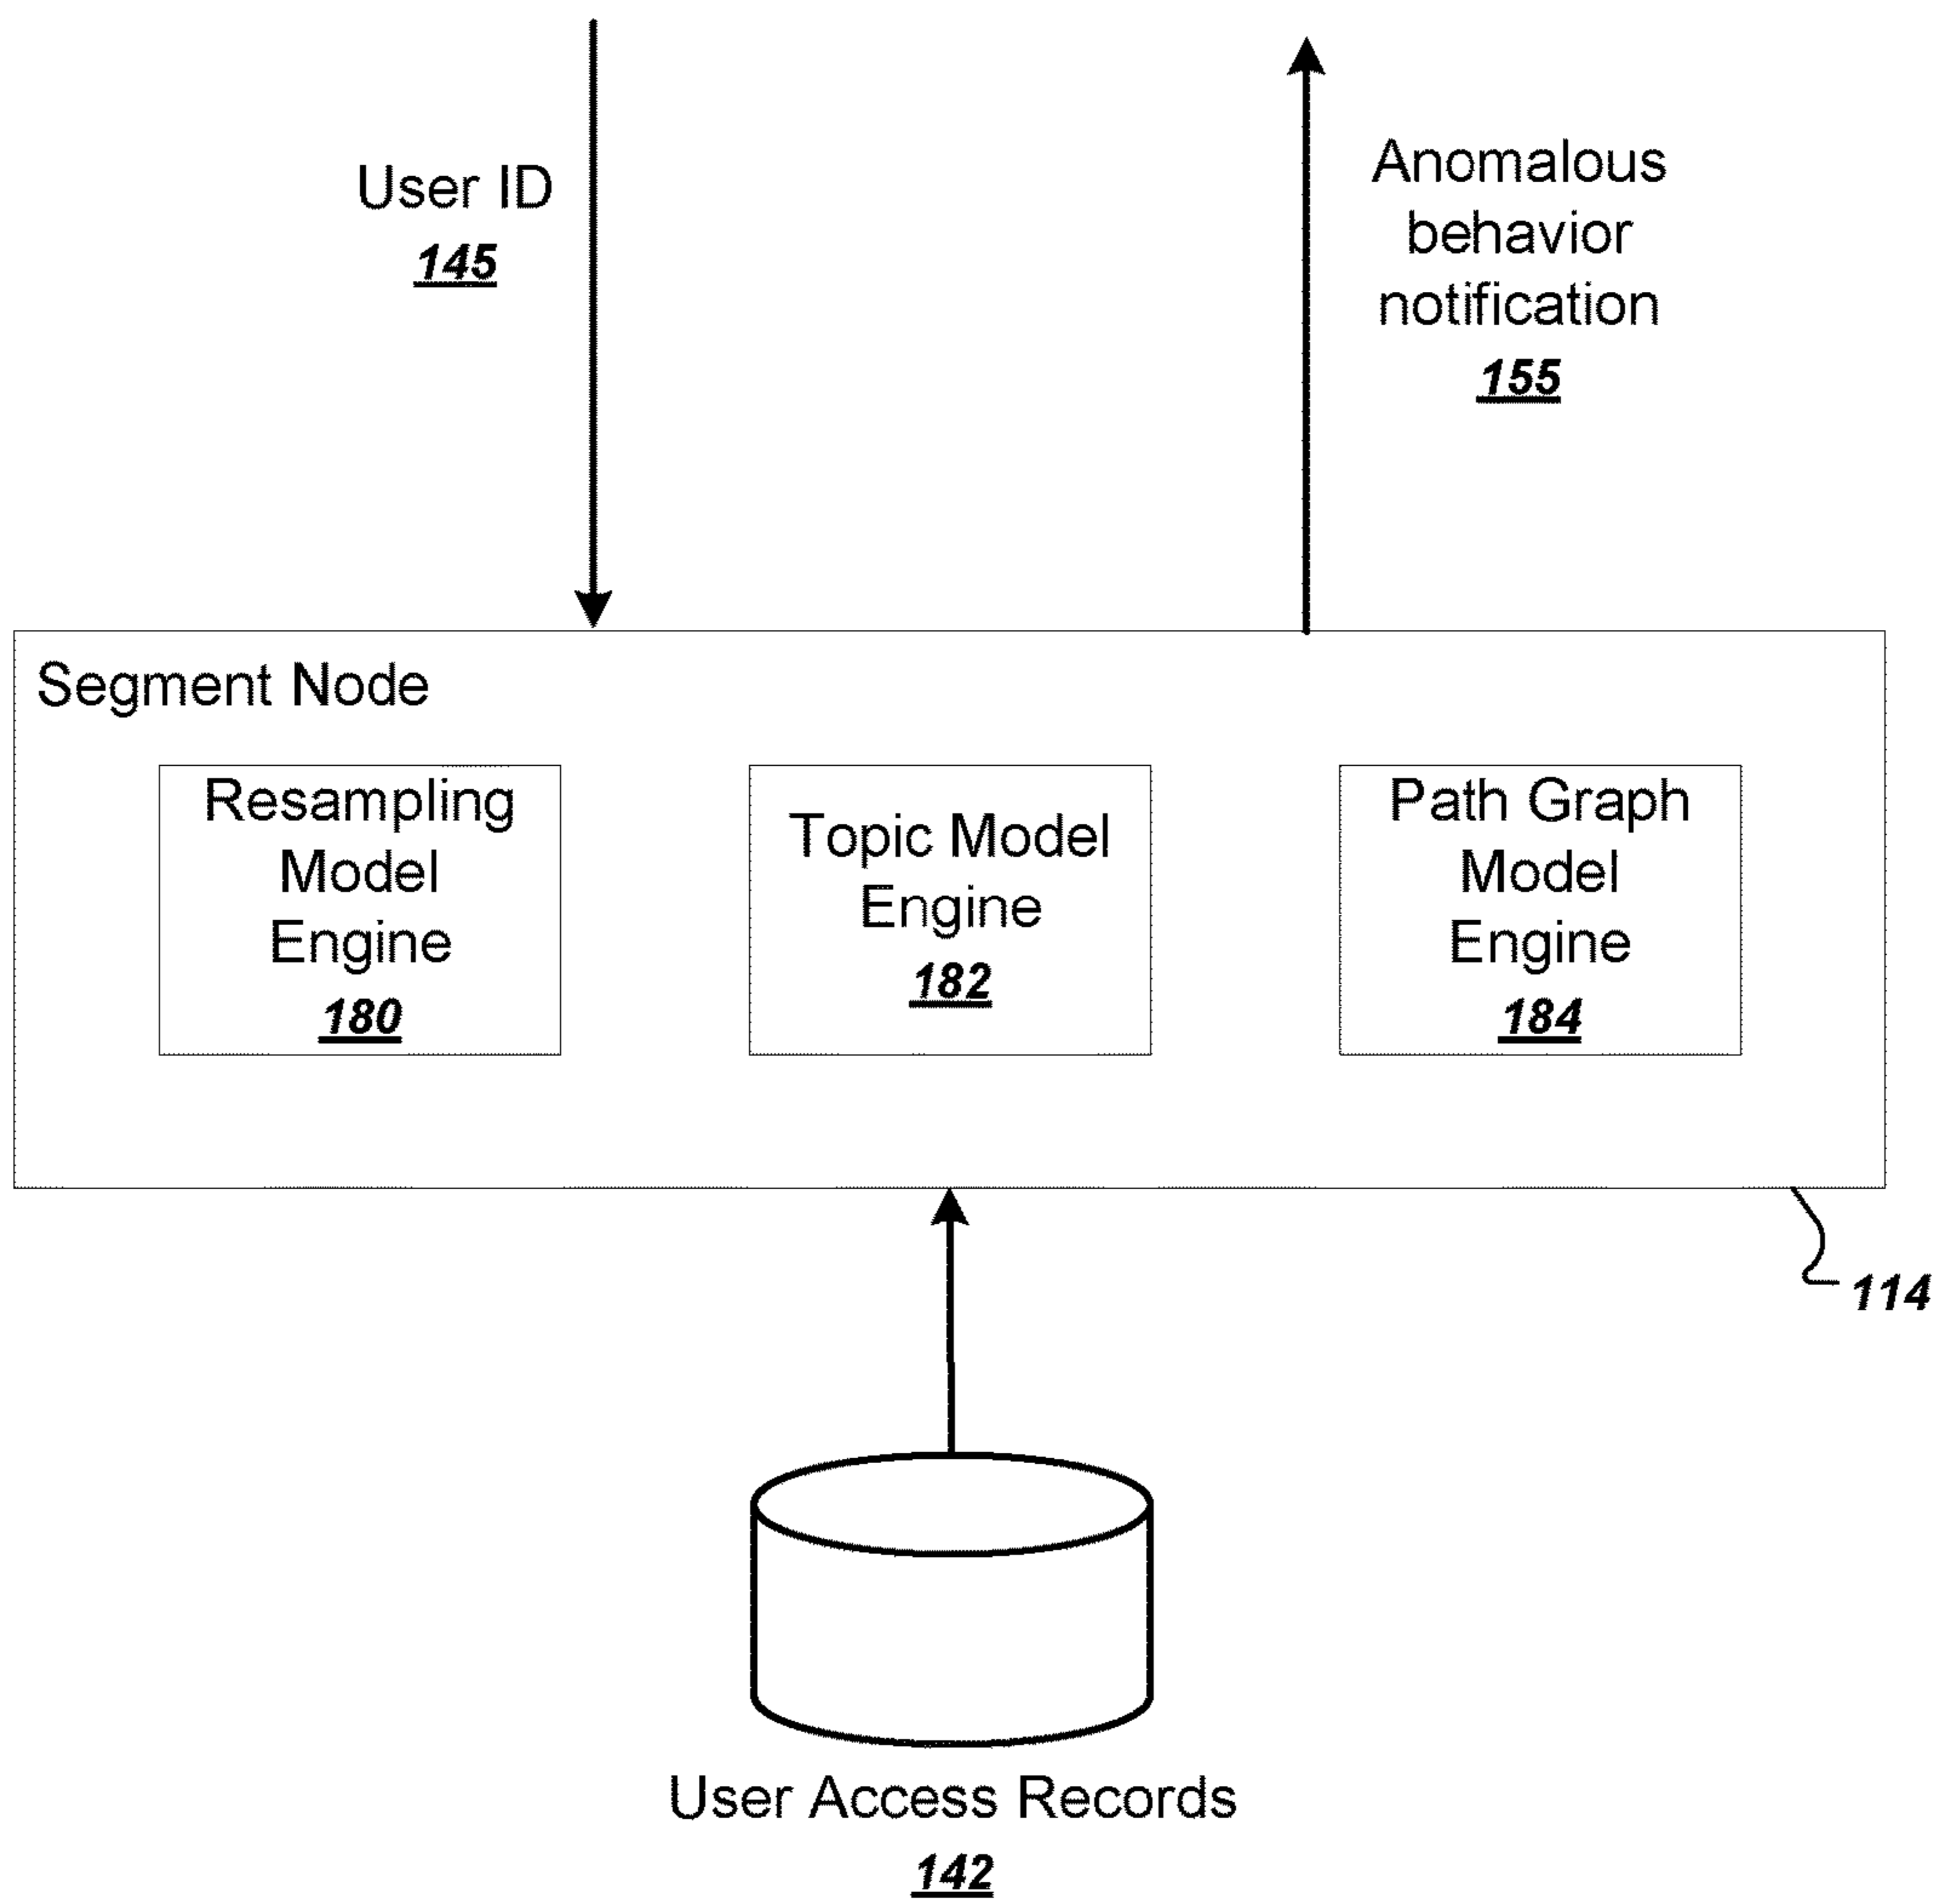 User ID
145
Anomalous
behavior
notification
155
Segment Node
Resampling
Model
Engine
180
Topic Model
Engine
182
Path Graph
Model
Engine
184
114
User Access Records
142